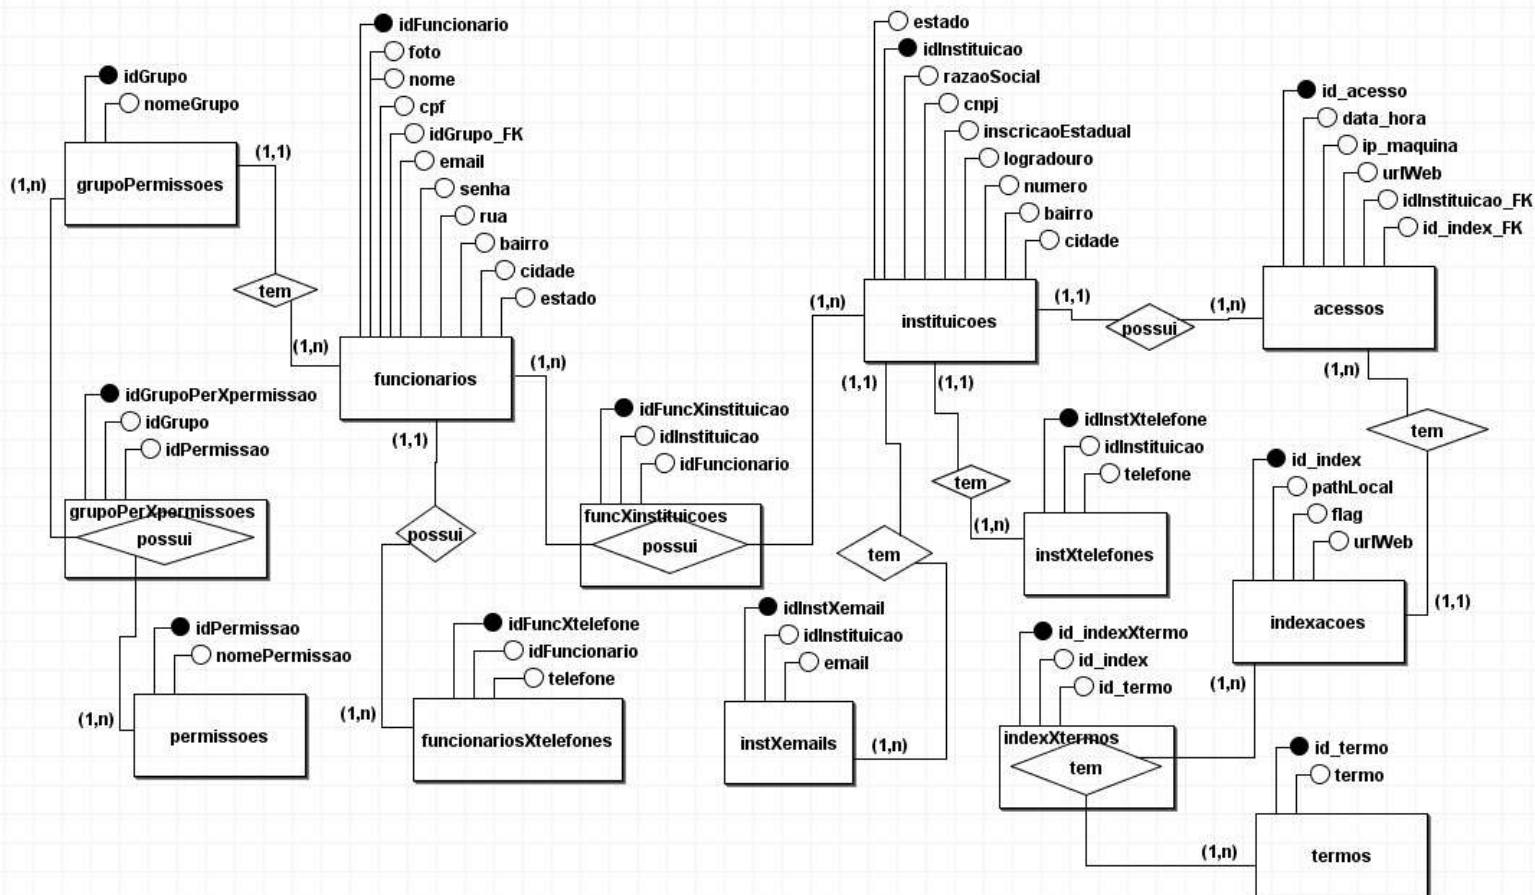 idGrupo
nomeGrupo
(1,1)
(1,n)
grupoPermissoes
tem
idFuncionario
foto
nome
cpf
idGrupo_FK
email
senha
rua
bairro
cidade
estado
(1,n)
funcionarios
(1,n)
(1,1)
estado
idInstituicao
razaoSocial
cnpj
inscricaoEstadual
logradouro
numero
bairro
cidade
(1,n)
instituicoes
(1,1)
possui
(1,n)
(1,1)
(1,1)
id_acesso
data_hora
ip_maquina
urlWeb
idInstituicao_FK
id_index_FK
acessos
(1,n)
tem
idGrupoPerXpermissao
idGrupo
idPermissao
grupoPerXpermissoes
possui
idPermissao
nomePermissao
(1,n)
permissoes
possui
idFuncXtelefone
idFuncionario
telefone
(1,n)
funcionariosXtelefones
idFuncXinstituicao
idInstituicao
idFuncionario
funcXinstituicoes
possui
tem
idInstXemail
idInstituicao
email
instXemails
(1,n)
tem
idInstXtelefone
idInstituicao
telefone
(1,n)
instXtelefones
id_index
pathLocal
flag
urlWeb
indexacoes
(1,1)
(1,n)
id_indexXtermo
id_index
id_termo
indexXtermos
tem
id_termo
termo
(1,n)
termos